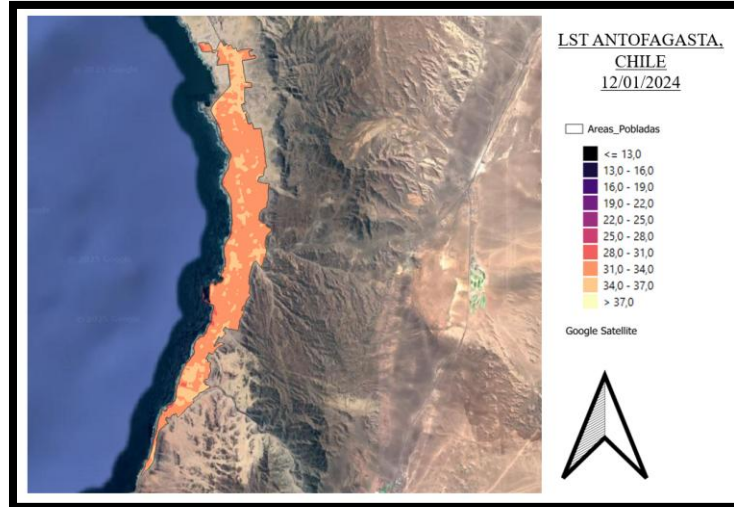 LST ANTOFAGASTA,
CHILE
12/01/2024
Areas_Pobladas
<= 13,0
13,0 - 16,0
16,0 - 19,0
19,0 - 22,0
22,0 - 25,0
25,0 - 28,0
28,0 - 31,0
31,0 - 34,0
34,0 - 37,0
> 37,0
Google Satellite